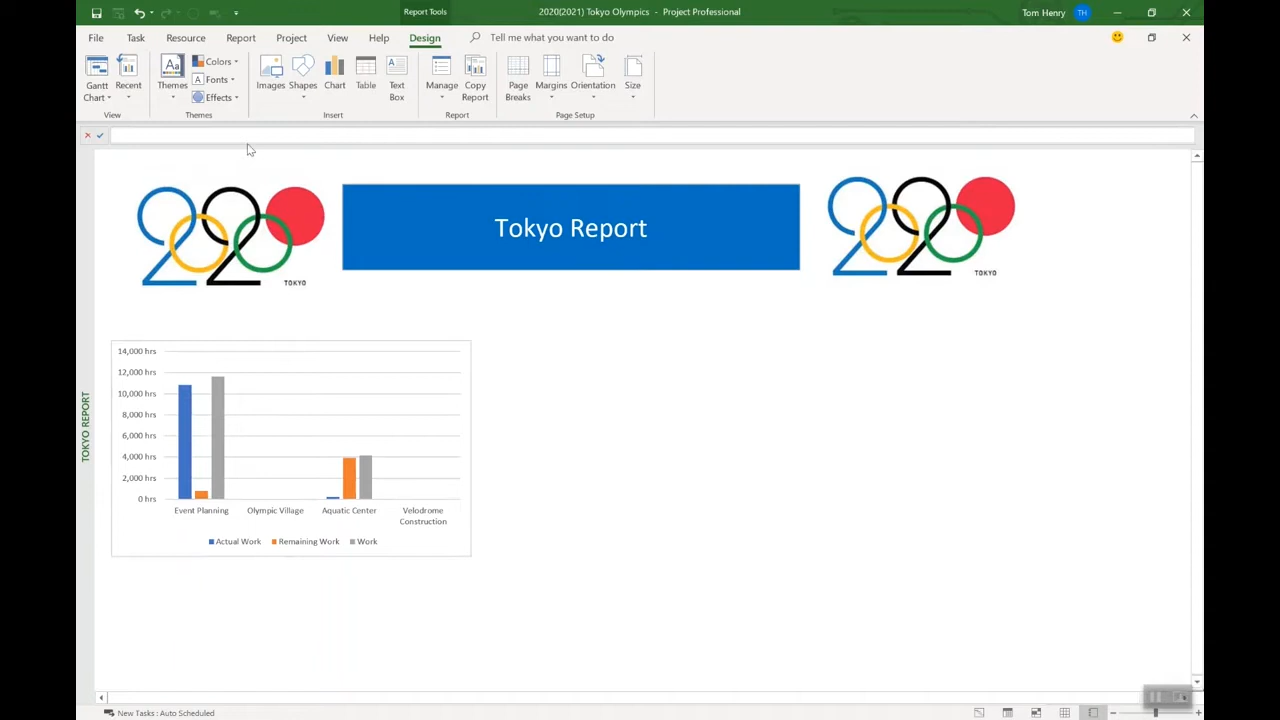 Report Tools
2020(2021) Tokyo Olympics - Project Professional
Tom Henry TH
File Task Resource Report Project View Help Design Tell me what you want to do
Gantt Chart
Recent
Themes
Colors
Fonts
Effects
Images
Shapes
Chart
Table
Text Box
Manage
Copy Report
Page Breaks
Margins
Orientation
Size
View Themes Insert Report Page Setup
2020 TOKYO
Tokyo Report
2020 TOKYO
TOKYO REPORT
14,000 hrs
12,000 hrs
10,000 hrs
8,000 hrs
6,000 hrs
4,000 hrs
2,000 hrs
0 hrs
Event Planning
Olympic Village
Aquatic Center
Velodrome Construction
Actual Work Remaining Work Work
New Tasks : Auto Scheduled